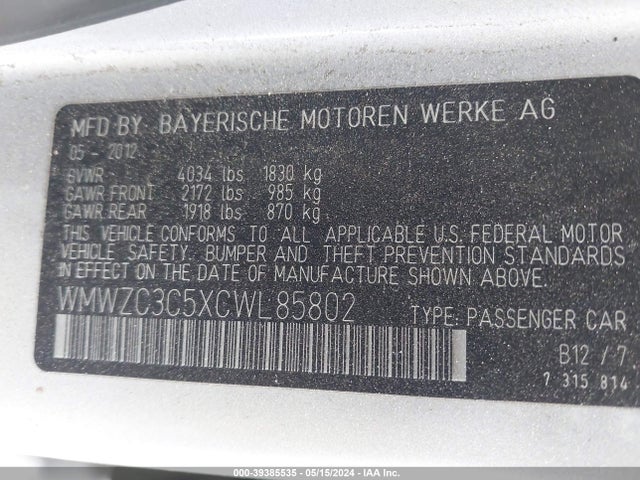 MFD BY BAYERISCHE MOTOREN WERKE AG
05 - 2012
GVWR 4034 lbs 1830 kg
GAWR FRONT 2172 lbs 985 kg
GAWR REAR 1918 lbs 870 kg
THIS VEHICLE CONFORMS TO ALL APPLICABLE U.S. FEDERAL MOTOR
VEHICLE SAFETY, BUMPER AND THEFT PREVENTION STANDARDS
IN EFFECT ON THE DATE OF MANUFACTURE SHOWN ABOVE.
WMWZC3C5XCWL85802 TYPE: PASSENGER CAR
B12 / 7
7 315 814
000-39385535 - 05/15/2024 - IAA Inc.